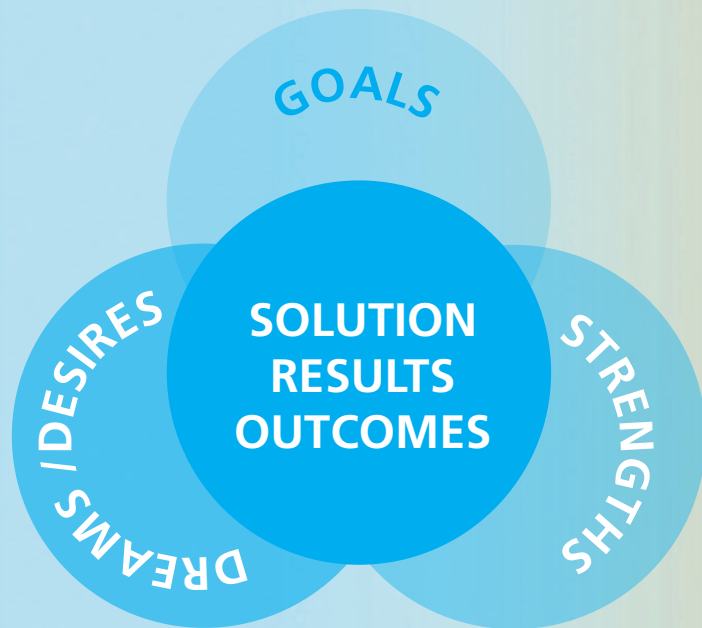 GOALS
SOLUTION
RESULTS
OUTCOMES
DREAMS /DESIRES
STRENGTHS